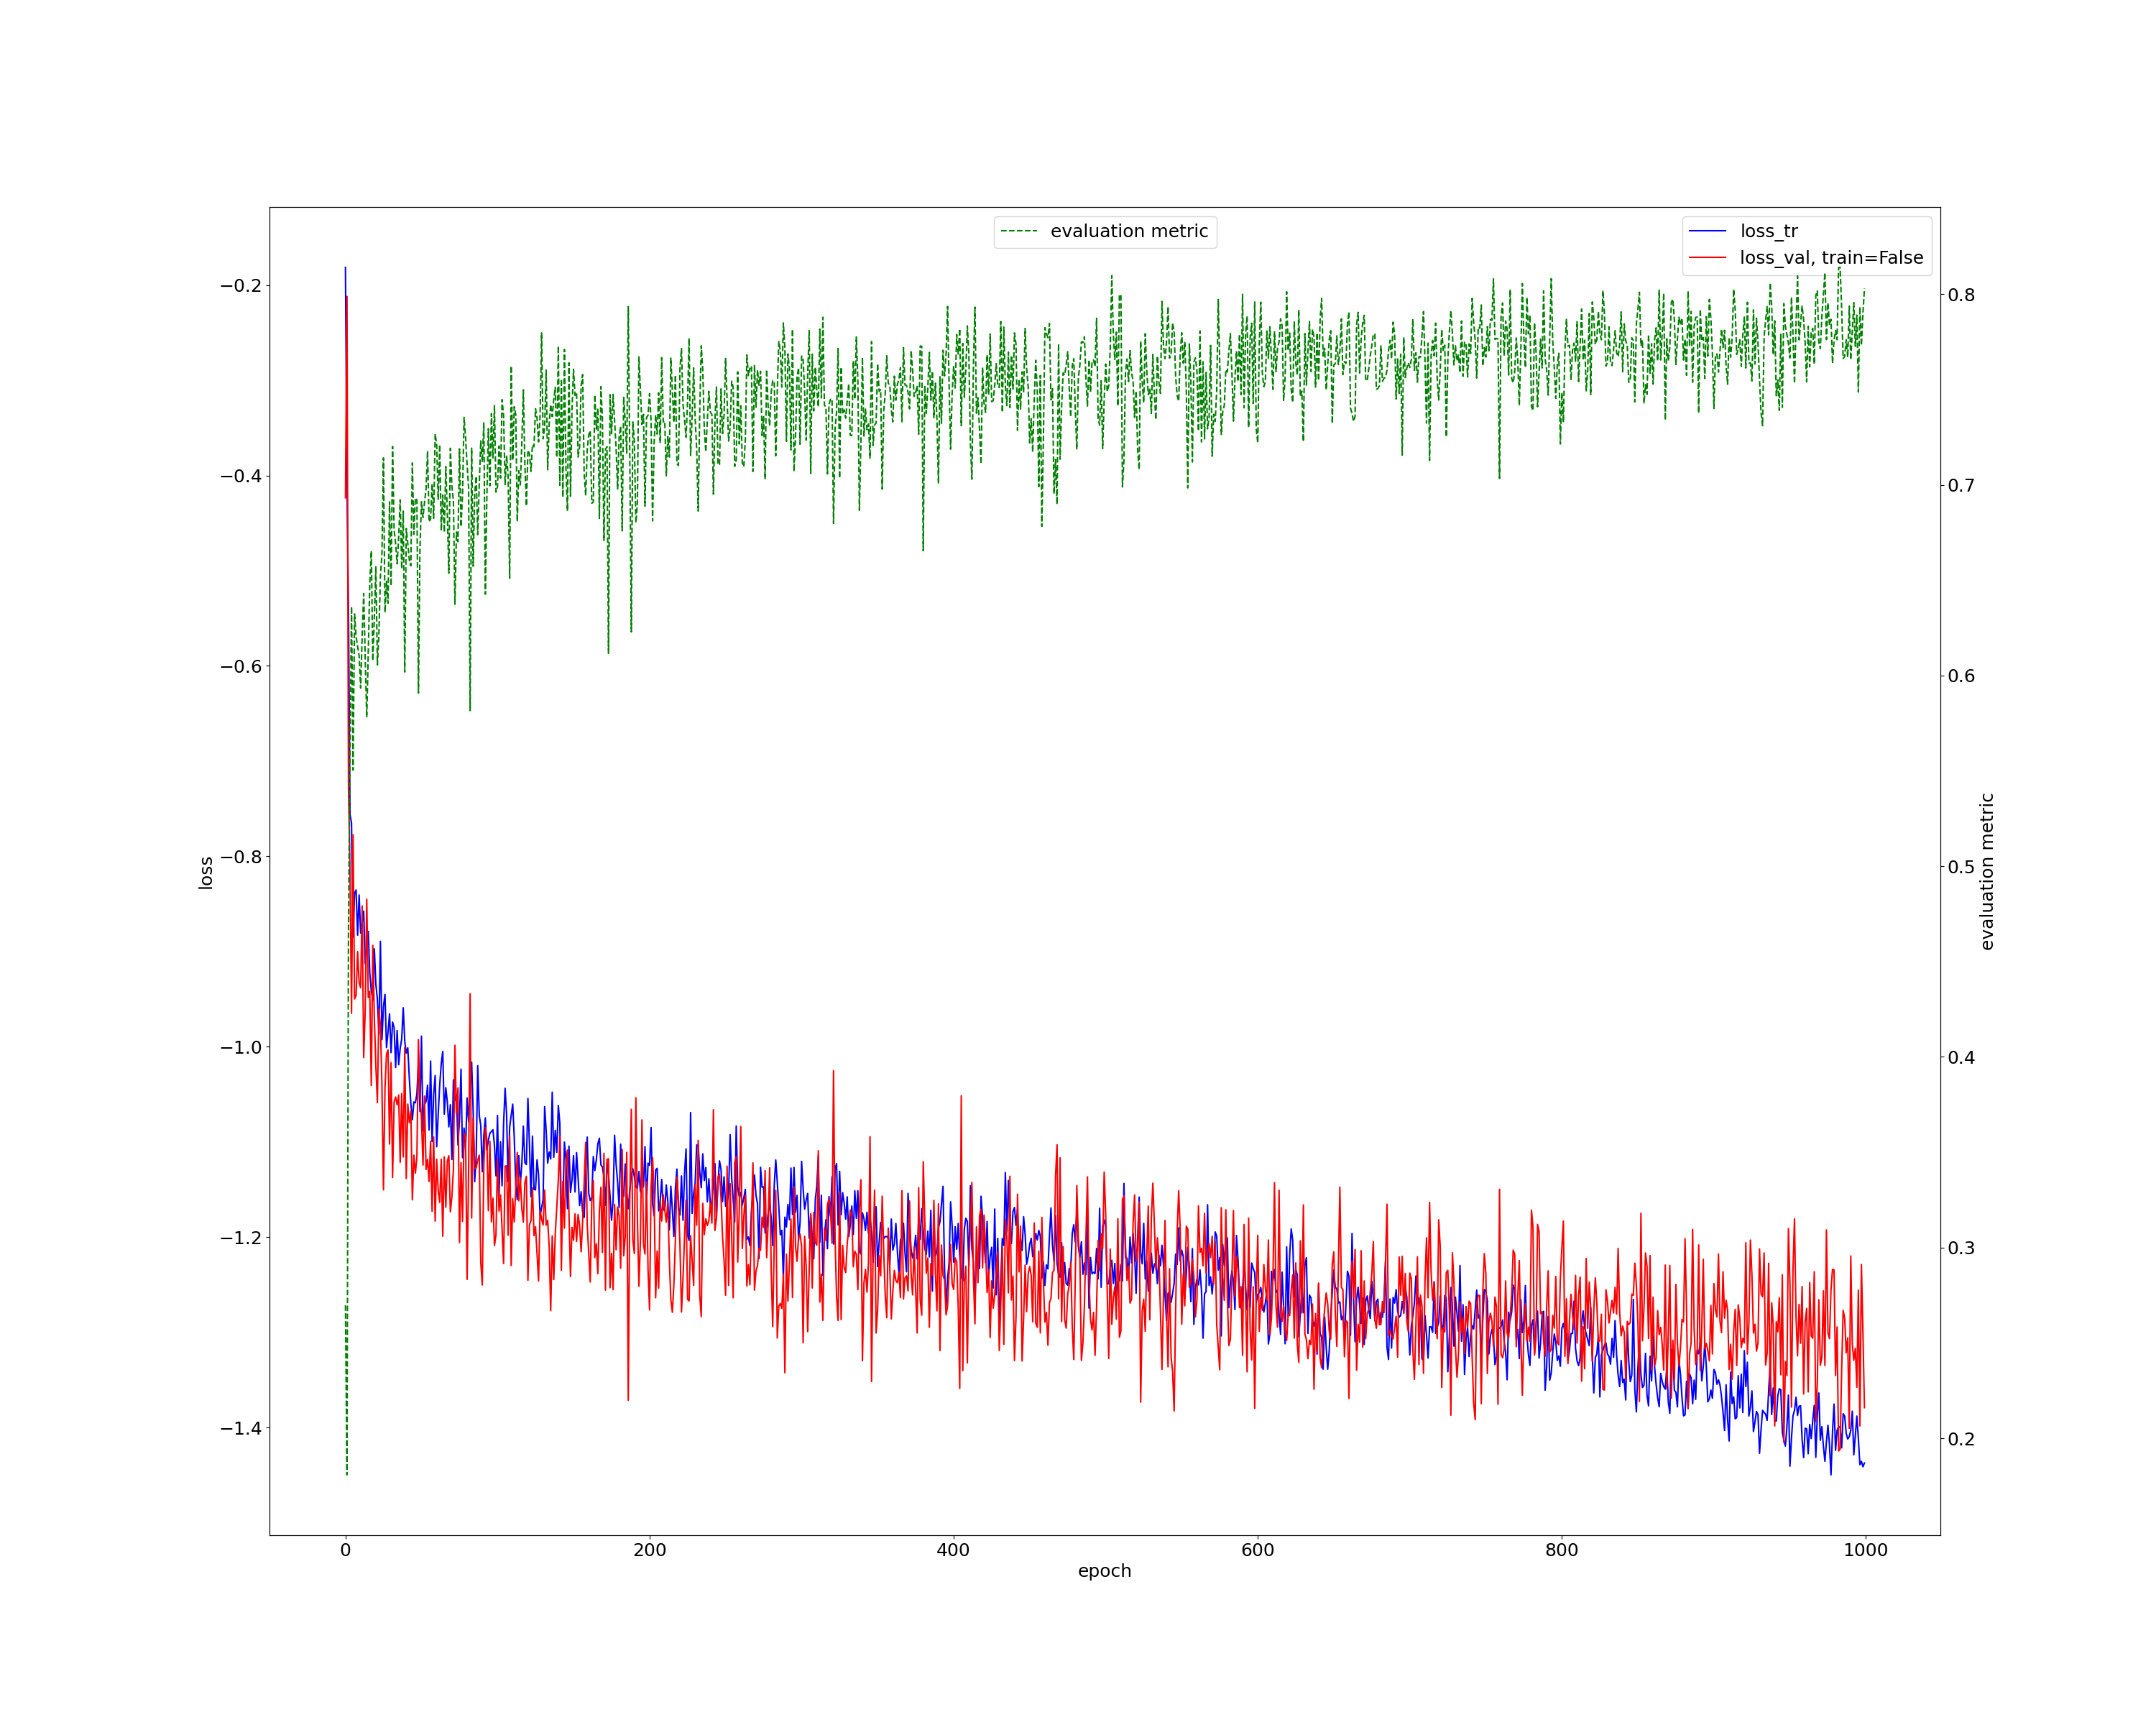 evaluation metric
loss_tr
loss_val, train=False
−0.2
−0.4
−0.6
−0.8
−1.0
−1.2
−1.4
loss
0.8
0.7
0.6
0.5
0.4
0.3
0.2
evaluation metric
0 200 400 600 800 1000
epoch